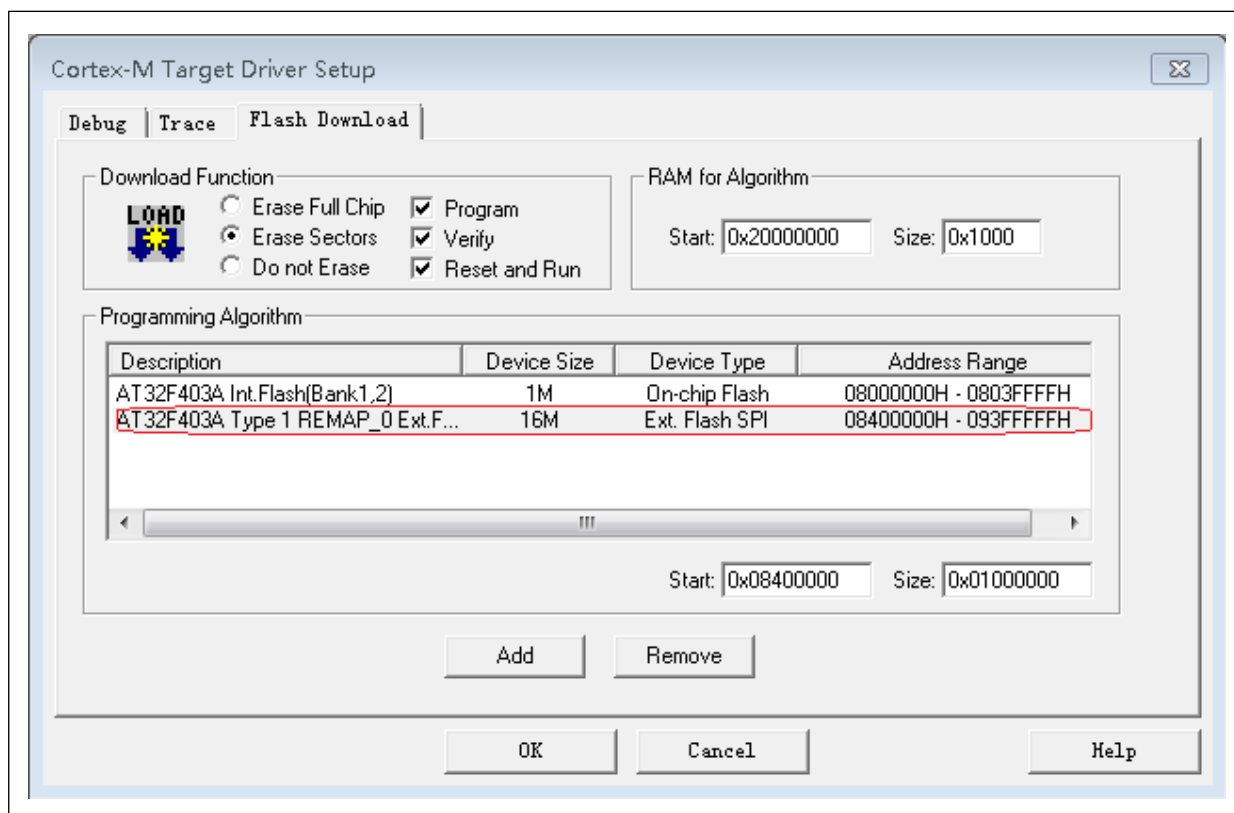 Cortex-M Target Driver Setup
Debug Trace Flash Download
Download Function
LOAD
Erase Full Chip Program
Erase Sectors Verify
Do not Erase Reset and Run
RAM for Algorithm
Start: 0x20000000 Size: 0x1000
Programming Algorithm
Description Device Size Device Type Address Range
AT32F403A Int.Flash(Bank1,2) 1M On-chip Flash 08000000H - 0803FFFFH
AT32F403A Type 1 REMAP_0 Ext.F... 16M Ext. Flash SPI 08400000H - 093FFFFFH
Start: 0x08400000 Size: 0x01000000
Add Remove
OK Cancel Help